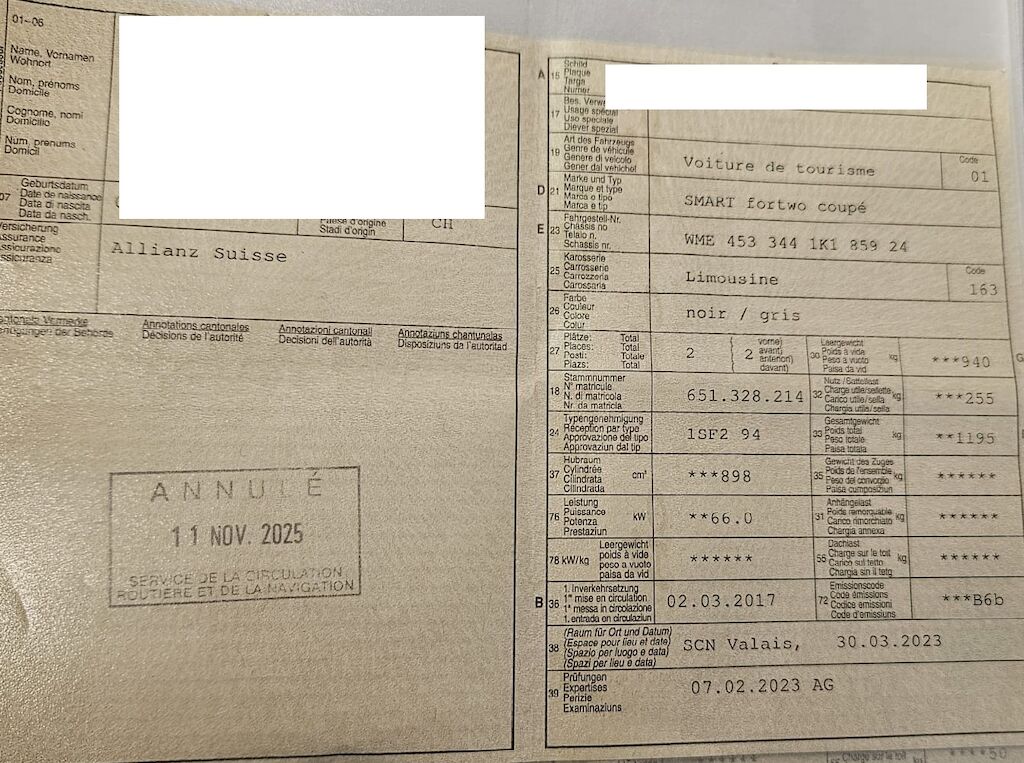 01–06
Name, Vornamen
Wohnort
Nom, prénoms
Domicile
Cognome, nomi
Domicilio
Num, prenums
Domicil
07 Geburtsdatum
Date de naissance
Data di nascita
Data da nasch.
Paese d'origine
Stadi d'origin
CH
Versicherung
Assurance
Assicurazione
Assicuranza
Allianz Suisse
Annotations cantonales
Décisions de l'autorité
Annotazioni cantonali
Decisioni dell'autorità
Annotaziuns chantunalas
Disposiziuns da l'autoritad
ANNULÉ
11 NOV. 2025
SERVICE DE LA CIRCULATION
ROUTIÈRE ET DE LA NAVIGATION
A 15 Schild
Plaque
Targa
Numer
17 Bes. Verw
Usage spécial
Uso speciale
Diever spezial
19 Art des Fahrzeugs
Genre de véhicule
Genere di veicolo
Gener dal vehichel
Voiture de tourisme
Code
01
D 21 Marke und Typ
Marque et type
Marca e tipo
Marca e tip
SMART fortwo coupé
E 23 Fahrgestell-Nr.
Châssis no
Telaio n.
Schassis nr.
WME 453 344 1K1 859 24
25 Karosserie
Carrosserie
Carrozzeria
Carossaria
Limousine
Code
163
26 Farbe
Couleur
Colore
Colur
noir / gris
27 Plätze: Total
Places: Total
Posti: Totale
Plazs: Total
2
vorne)
avant)
anteriori)
davant)
2
30 Leergewicht
Poids à vide
Peso a vuoto
Paisa da vid
kg
***940
G
18 Stammnummer
N° matricule
N. di matricola
Nr. da matricla
651.328.214
32 Nutz-/Sattellast
Charge utile/sellette
Carico utile/sella
Chargia utila/sella
kg
***255
24 Typengenehmigung
Réception par type
Approvazione del tipo
Approvaziun dal tip
1SF2 94
33 Gesamtgewicht
Poids total
Peso totale
Paisa totala
kg
**1195
37 Hubraum
Cylindrée
Cilindrata
Cilindrada
cm³
***898
35 Gewicht des Zuges
Poids de l'ensemble
Peso del convoglio
Paisa cumposiziun
kg
******
76 Leistung
Puissance
Potenza
Prestaziun
kW
**66.0
31 Anhängelast
Poids remorquable
Carico rimorchiato
Chargia annexa
kg
******
78 kW/kg
Leergewicht
poids à vide
peso a vuoto
paisa da vid
******
55 Dachlast
Charge sur le toit
Carico sul tetto
Chargia sin il tetg
kg
******
B 36 1. Inverkehrsetzung
1re mise en circulation
1a messa in circolazione
1. entrada en circulaziun
02.03.2017
72 Emissionscode
Code émissions
Codice emissioni
Code d'emissiuns
***B6b
38 (Raum für Ort und Datum)
(Espace pour lieu et date)
(Spazio per luogo e data)
(Spazi per lieu e data)
SCN Valais, 30.03.2023
39 Prüfungen
Expertises
Perizie
Examinaziuns
07.02.2023 AG
Charge sur le toit
****50